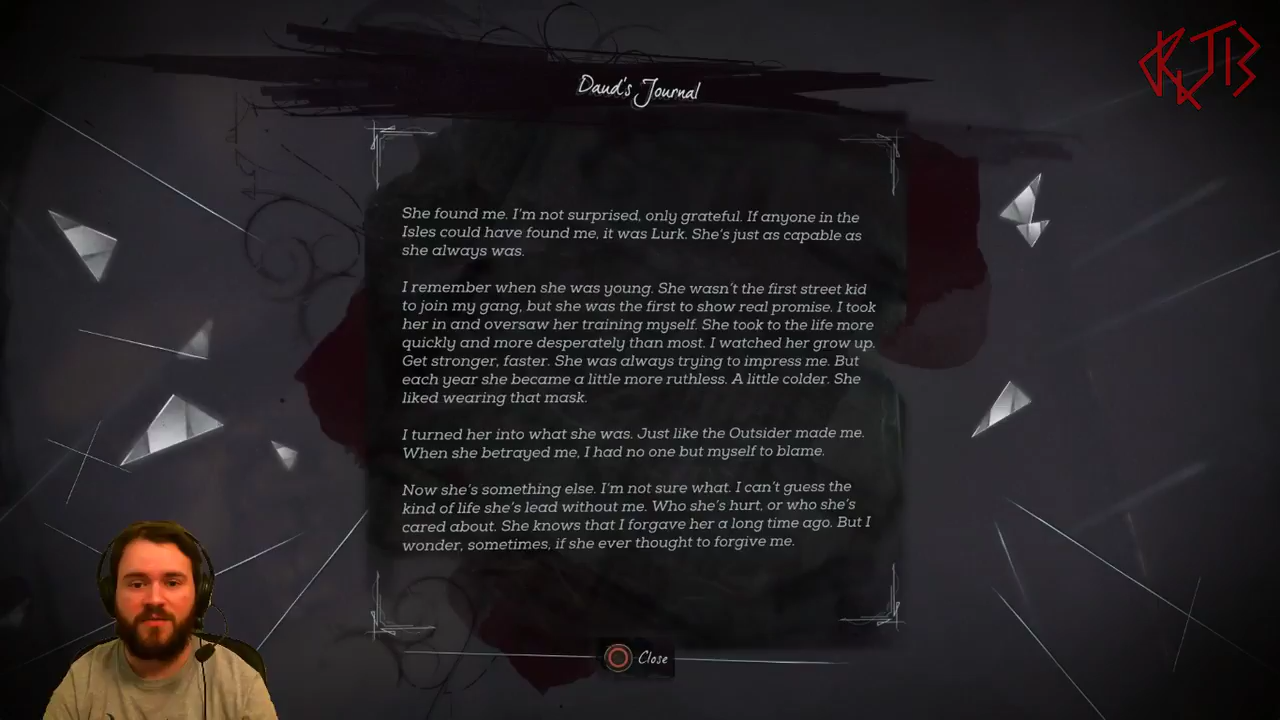 KJB
Daud's Journal
She found me. I'm not surprised, only grateful. If anyone in the
Isles could have found me, it was Lurk. She's just as capable as
she always was.
I remember when she was young. She wasn't the first street kid
to join my gang, but she was the first to show real promise. I took
her in and oversaw her training myself. She took to the life more
quickly and more desperately than most. I watched her grow up.
Get stronger, faster. She was always trying to impress me. But
each year she became a little more ruthless. A little colder. She
liked wearing that mask.
I turned her into what she was. Just like the Outsider made me.
When she betrayed me, I had no one but myself to blame.
Now she's something else. I'm not sure what. I can't guess the
kind of life she's lead without me. Who she's hurt, or who she's
cared about. She knows that I forgave her a long time ago. But I
wonder, sometimes, if she ever thought to forgive me.
Close